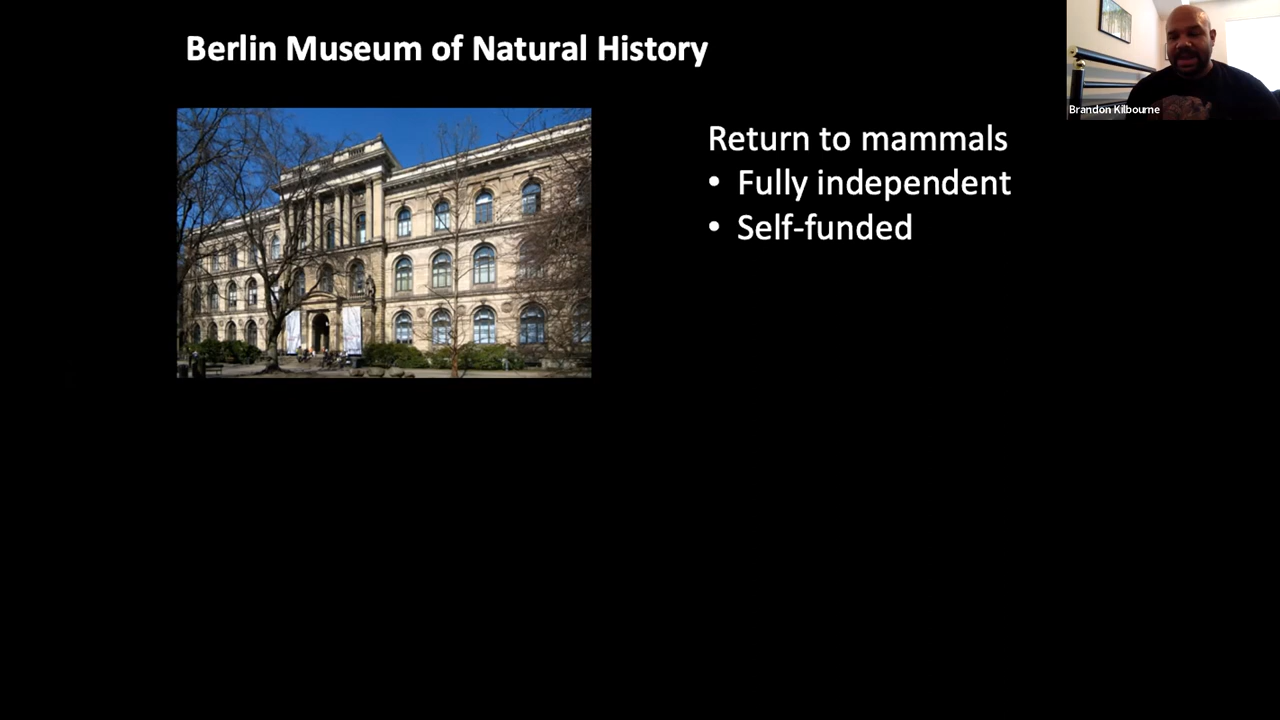 Berlin Museum of Natural History
Brandon Kilbourne
Return to mammals
• Fully independent
• Self-funded